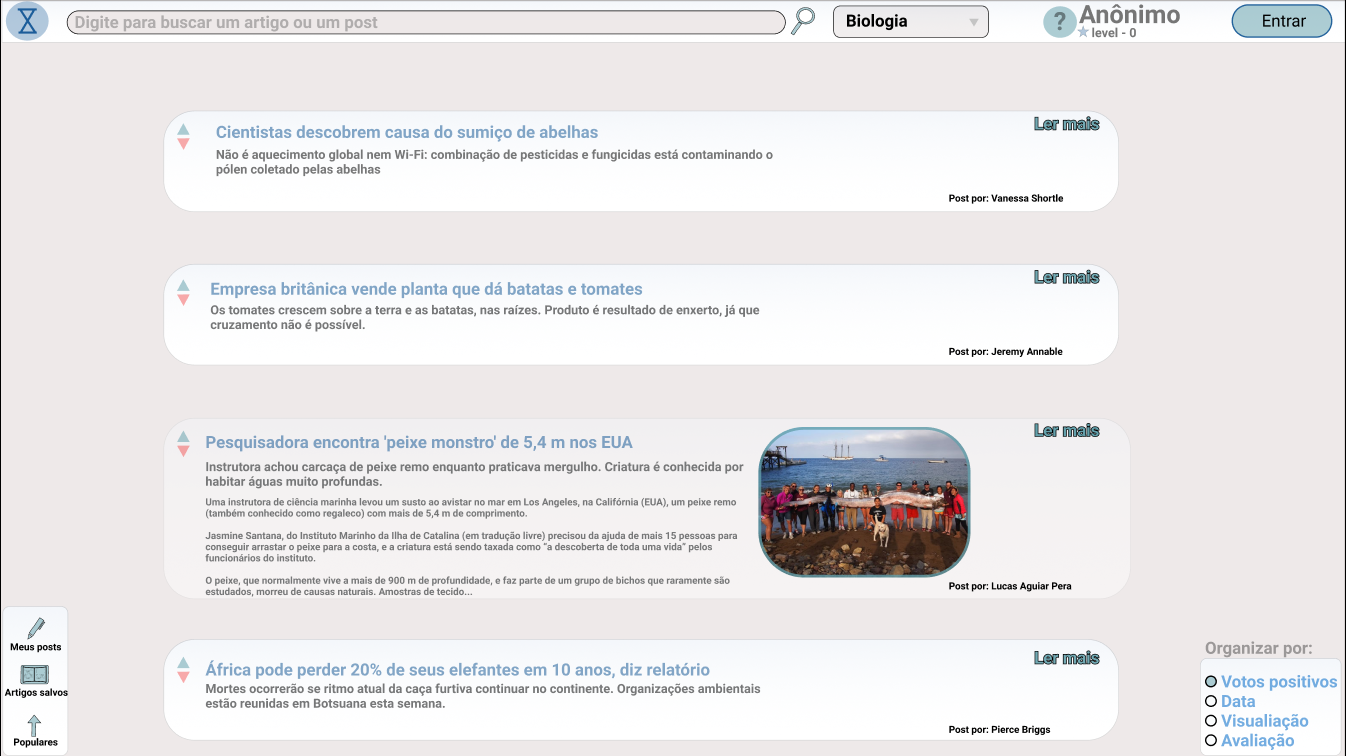 Digite para buscar um artigo ou um post
Biologia
Anônimo
level - 0
Entrar
Cientistas descobrem causa do sumiço de abelhas
Ler mais
Não é aquecimento global nem Wi-Fi: combinação de pesticidas e fungicidas está contaminando o
pólen coletado pelas abelhas
Post por: Vanessa Shortle
Empresa britânica vende planta que dá batatas e tomates
Ler mais
Os tomates crescem sobre a terra e as batatas, nas raízes. Produto é resultado de enxerto, já que
cruzamento não é possível.
Post por: Jeremy Annable
Pesquisadora encontra 'peixe monstro' de 5,4 m nos EUA
Ler mais
Instrutora achou carcaça de peixe remo enquanto praticava mergulho. Criatura é conhecida por
habitar águas muito profundas.
Uma instrutora de ciência marinha levou um susto ao avistar no mar em Los Angeles, na Califórnia (EUA), um peixe remo
(também conhecido como regaleco) com mais de 5,4 m de comprimento.
Jasmine Santana, do Instituto Marinho da Ilha de Catalina (em tradução livre) precisou da ajuda de mais 15 pessoas para
conseguir arrastar o peixe para a costa, e a criatura está sendo taxada como “a descoberta de toda uma vida” pelos
funcionários do instituto.
O peixe, que normalmente vive a mais de 900 m de profundidade, e faz parte de um grupo de bichos que raramente são
estudados, morreu de causas naturais. Amostras de tecido...
Post por: Lucas Aguiar Pera
África pode perder 20% de seus elefantes em 10 anos, diz relatório
Ler mais
Mortes ocorrerão se ritmo atual da caça furtiva continuar no continente. Organizações ambientais
estão reunidas em Botsuana esta semana.
Post por: Pierce Briggs
Meus posts
Artigos salvos
Populares
Organizar por:
Votos positivos
Data
Visualiação
Avaliação